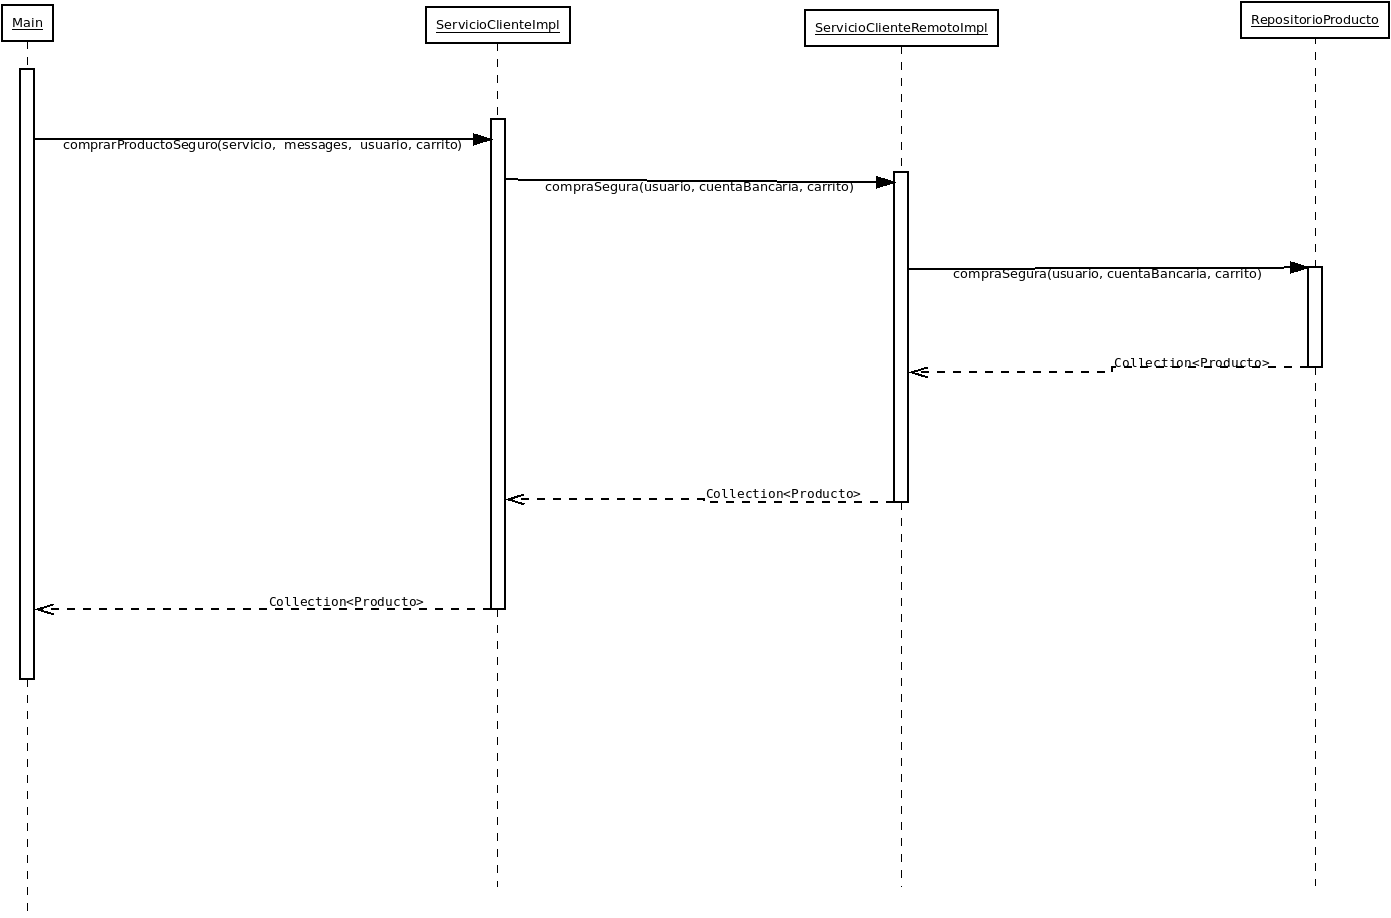 Main
ServicioClienteImpl
ServicioClienteRemotoImpl
RepositorioProducto
comprarProductoSeguro(servicio, messages, usuario, carrito)
compraSegura(usuario, cuentaBancaria, carrito)
compraSegura(usuario, cuentaBancaria, carrito)
Collection<Producto>
Collection<Producto>
Collection<Producto>